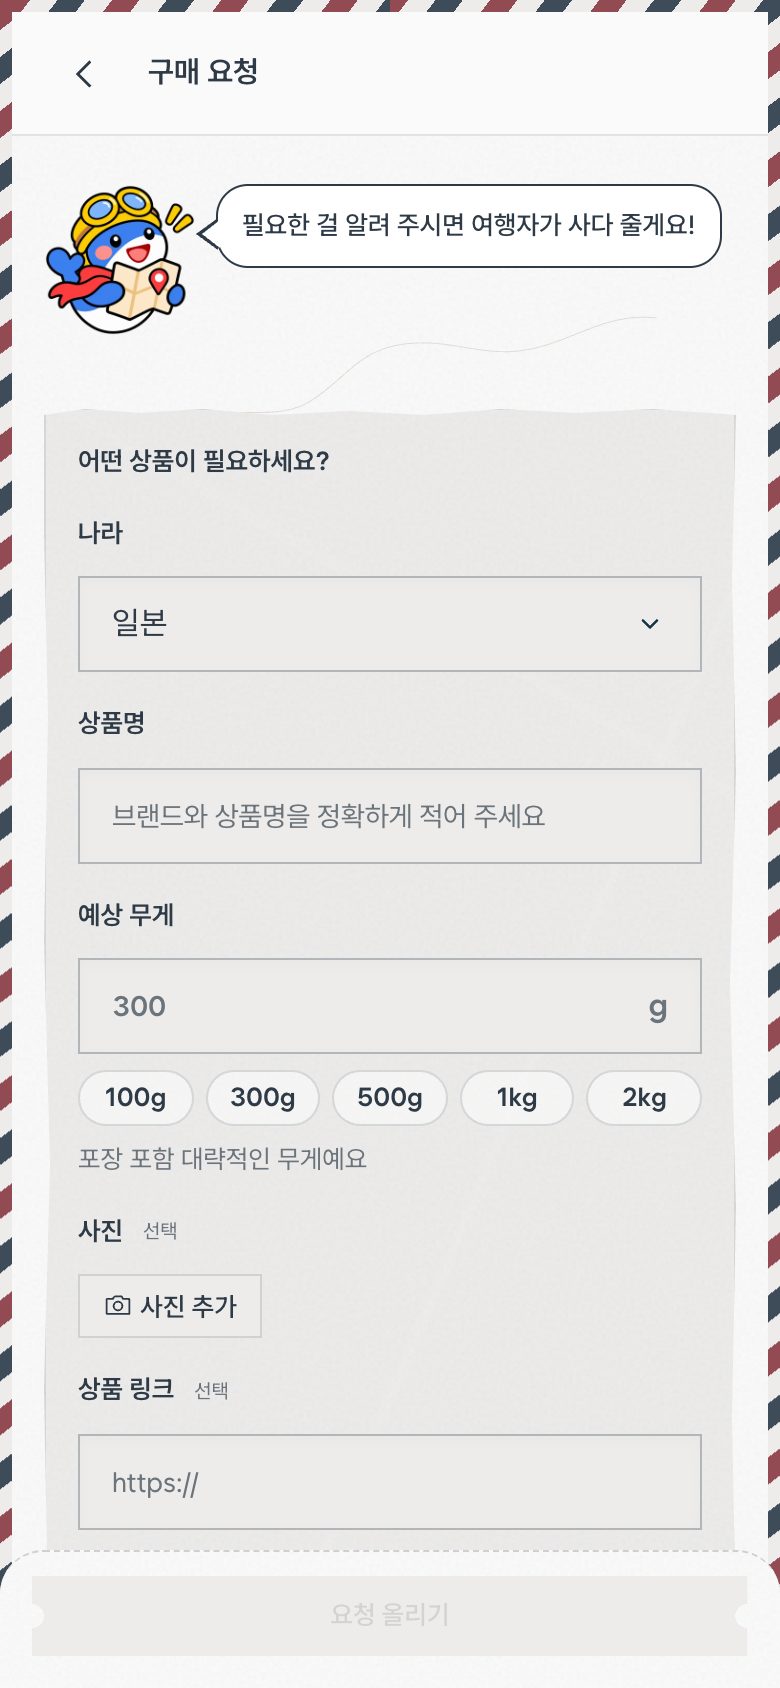 구매 요청
필요한 걸 알려 주시면 여행자가 사다 줄게요!
어떤 상품이 필요하세요?
나라
일본
상품명
브랜드와 상품명을 정확하게 적어 주세요
예상 무게
300 g
100g 300g 500g 1kg 2kg
포장 포함 대략적인 무게예요
사진 선택
사진 추가
상품 링크 선택
https://
요청 올리기